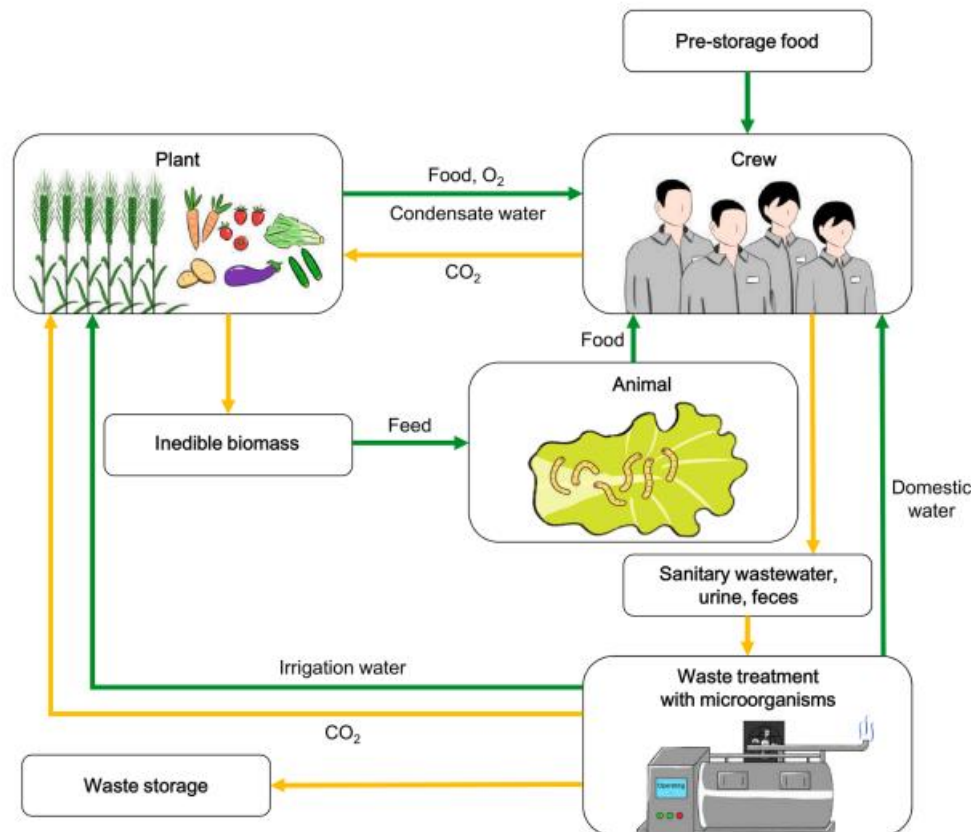 Pre-storage food
Plant
Crew
Food, O₂
Condensate water
CO₂
Food
Animal
Inedible biomass
Feed
Domestic
water
Sanitary wastewater,
urine, feces
Irrigation water
Waste treatment
with microorganisms
CO₂
Waste storage
Operating